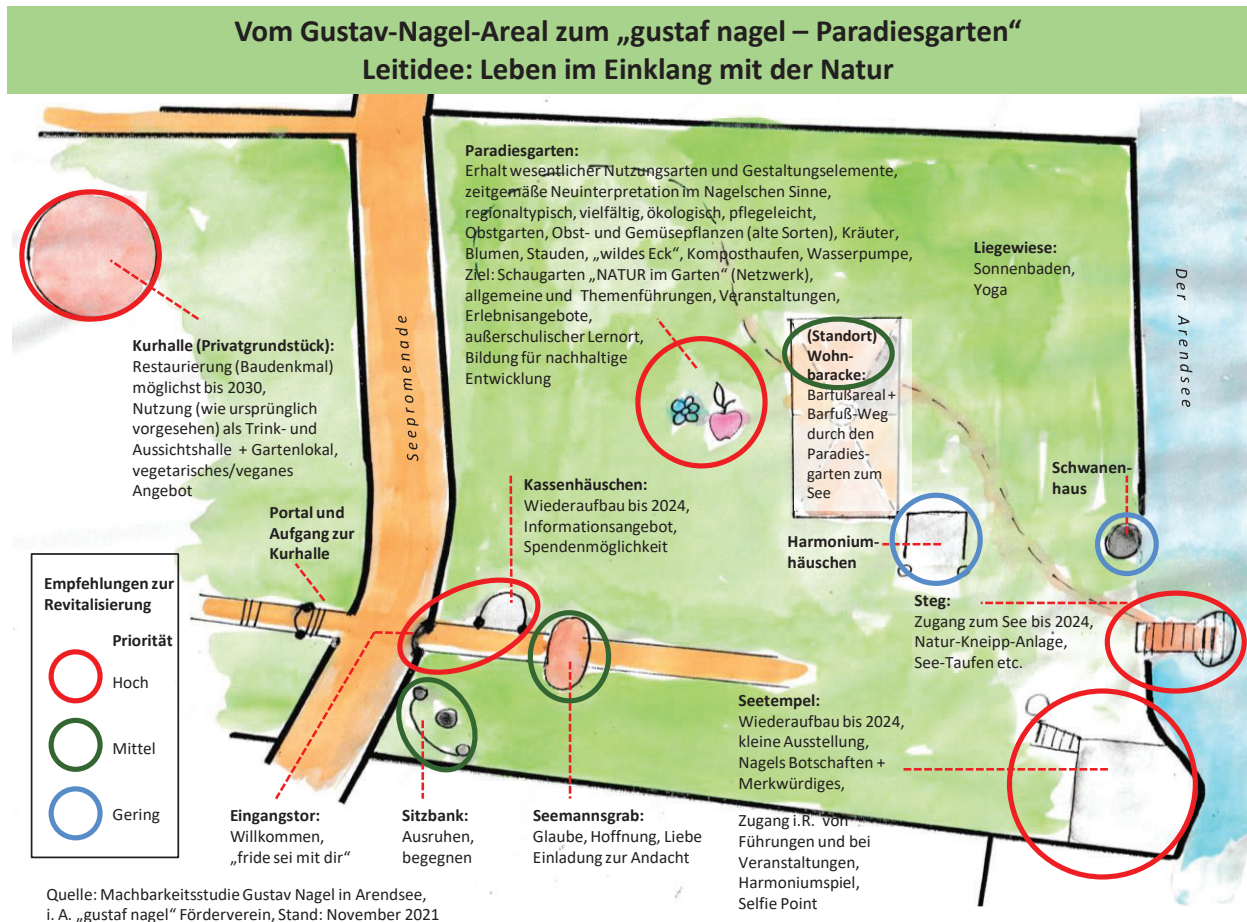 Vom Gustav-Nagel-Areal zum „gustaf nagel – Paradiesgarten“
Leitidee: Leben im Einklang mit der Natur
Paradiesgarten:
Erhalt wesentlicher Nutzungsarten und Gestaltungselemente,
zeitgemäße Neuinterpretation im Nagelschen Sinne,
regionaltypisch, vielfältig, ökologisch, pflegeleicht,
Obstgarten, Obst- und Gemüsepflanzen (alte Sorten), Kräuter,
Blumen, Stauden, „wildes Eck“, Komposthaufen, Wasserpumpe,
Ziel: Schaugarten „NATUR im Garten“ (Netzwerk),
allgemeine und Themenführungen, Veranstaltungen,
Erlebnisangebote,
außerschulischer Lernort,
Bildung für nachhaltige
Entwicklung
Liegewiese:
Sonnenbaden,
Yoga
Der Arendsee
Seepromenade
Kurhalle (Privatgrundstück):
Restaurierung (Baudenkmal)
möglichst bis 2030,
Nutzung (wie ursprünglich
vorgesehen) als Trink- und
Aussichtshalle + Gartenlokal,
vegetarisches/veganes
Angebot
(Standort)
Wohn-
baracke:
Barfußareal +
Barfuß-Weg
durch den
Paradies-
garten zum
See
Schwanen-
haus
Kassenhäuschen:
Wiederaufbau bis 2024,
Informationsangebot,
Spendenmöglichkeit
Portal und
Aufgang zur
Kurhalle
Harmonium-
häuschen
Steg:
Zugang zum See bis 2024,
Natur-Kneipp-Anlage,
See-Taufen etc.
Empfehlungen zur
Revitalisierung
Priorität
Hoch
Mittel
Gering
Seetempel:
Wiederaufbau bis 2024,
kleine Ausstellung,
Nagels Botschaften +
Merkwürdiges,
Zugang i.R. von
Führungen und bei
Veranstaltungen,
Harmoniumspiel,
Selfie Point
Eingangstor:
Willkommen,
„fride sei mit dir“
Sitzbank:
Ausruhen,
begegnen
Seemannsgrab:
Glaube, Hoffnung, Liebe
Einladung zur Andacht
Quelle: Machbarkeitsstudie Gustav Nagel in Arendsee,
i. A. „gustaf nagel“ Förderverein, Stand: November 2021